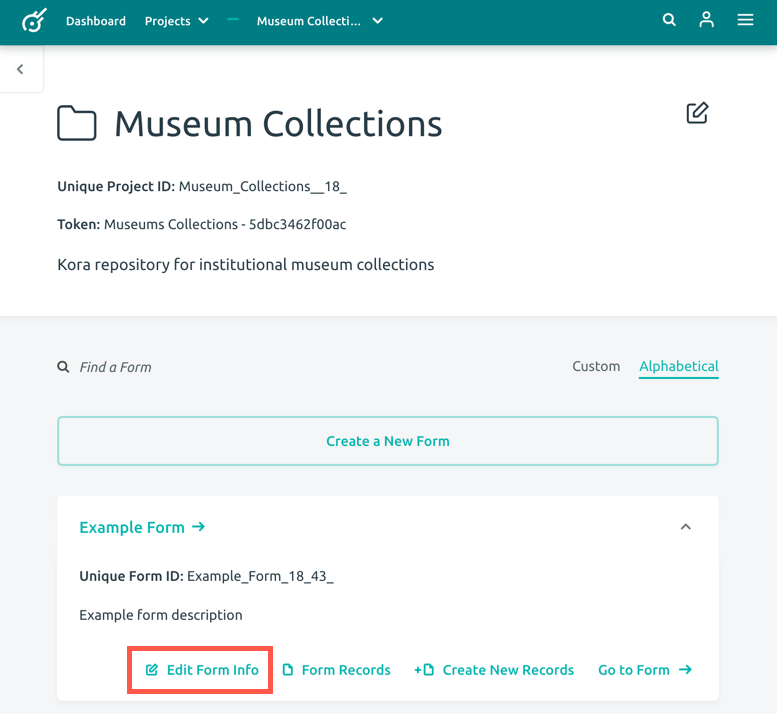 Dashboard Projects Museum Collecti...
Museum Collections
Unique Project ID: Museum_Collections__18_
Token: Museums Collections - 5dbc3462f00ac
Kora repository for institutional museum collections
Find a Form Custom Alphabetical
Create a New Form
Example Form
Unique Form ID: Example_Form_18_43_
Example form description
Edit Form Info Form Records Create New Records Go to Form